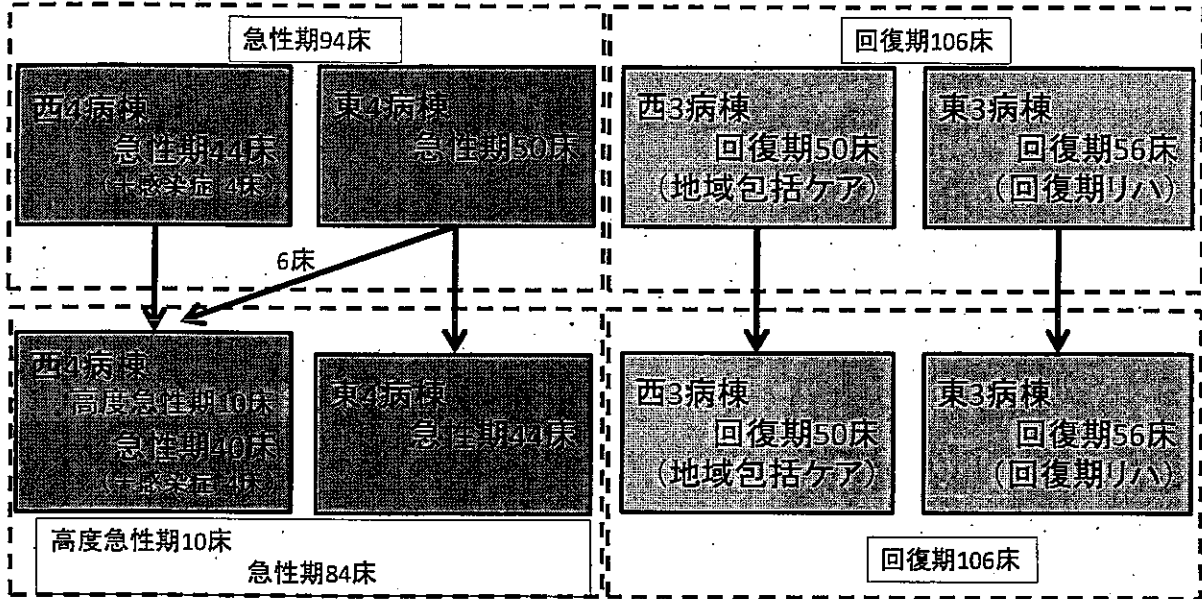 急性期94床
回復期106床
西4病棟
急性期44床
(+感染症 4床)
東4病棟
急性期50床
西3病棟
回復期50床
(地域包括ケア)
東3病棟
回復期56床
(回復期リハ)
6床
西4病棟
高度急性期10床
急性期40床
(+感染症 4床)
東4病棟
急性期44床
西3病棟
回復期50床
(地域包括ケア)
東3病棟
回復期56床
(回復期リハ)
高度急性期10床
急性期84床
回復期106床